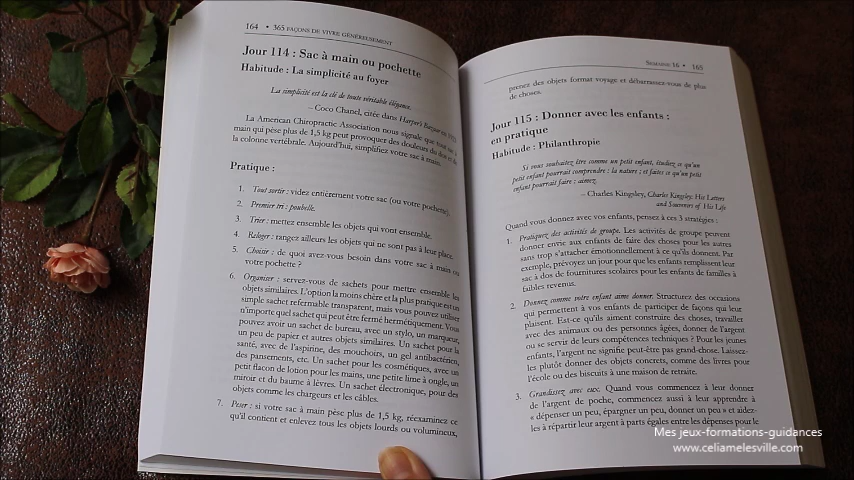 164 • 365 FAÇONS DE VIVRE GÉNÉREUSEMENT
Jour 114 : Sac à main ou pochette
Habitude : La simplicité au foyer
La simplicité est la clé de toute véritable élégance.
– Coco Chanel, citée dans Harper's Bazaar en
La American Chiropractic Association nous signale que tout sac à
main qui pèse plus de 1,5 kg peut provoquer des douleurs du dos et de
la colonne vertébrale. Aujourd'hui, simplifiez votre sac à main.
Pratique :
1. Tout sortir : videz entièrement votre sac (ou votre pochette).
2. Premier tri : poubelle.
3. Trier : mettez ensemble les objets qui vont ensemble.
4. Reloger : rangez ailleurs les objets qui ne sont pas à leur place.
5. Choisir : de quoi avez-vous besoin dans votre sac à main ou
votre pochette ?
6. Organiser : servez-vous de sachets pour mettre ensemble les
objets similaires. L'option la moins chère et la plus pratique est un
simple sachet refermable transparent, mais vous pouvez utiliser
n'importe quel sachet qui peut être fermé hermétiquement. Vous
pouvez avoir un sachet de bureau, avec un stylo, un marqueur,
un peu de papier et autres objets similaires. Un sachet pour la
santé, avec de l'aspirine, des mouchoirs, un gel antibactérien,
des pansements, etc. Un sachet pour les cosmétiques, avec un
petit flacon de lotion pour les mains, une petite lime à ongle, un
miroir et du baume à lèvres. Un sachet électronique, pour des
objets comme les chargeurs et les câbles.
7. Peser : si votre sac à main pèse plus de 1,5 kg, réexaminez ce
qu'il contient et enlevez tous les objets lourds ou volumineux,
SEMAINE 16 • 165
prenez des objets format voyage et débarrassez-vous de plus
de choses.
Jour 115 : Donner avec les enfants :
en pratique
Habitude : Philanthropie
Si vous souhaitez être comme un petit enfant, étudiez ce qu'un
petit enfant pourrait comprendre : la nature ; et faites ce qu'un petit
enfant pourrait faire : aimez.
– Charles Kingsley, Charles Kingsley: His Letters
and Souvenirs of His Life
Quand vous donnez avec vos enfants, pensez à ces 3 stratégies :
1. Pratiquez des activités de groupe. Les activités de groupe peuvent
donner envie aux enfants de faire des choses pour les autres
sans trop s'attacher émotionnellement à ce qu'ils donnent. Par
exemple, prévoyez un jour pour que les enfants remplissent leur
sac à dos de fournitures scolaires pour les enfants de familles à
faibles revenus.
2. Donnez comme votre enfant aime donner. Structurez des occasions
qui permettent à vos enfants de participer de façons qui leur
plaisent. Est-ce qu'ils aiment construire des choses, travailler
avec des animaux ou des personnes âgées, donner de l'argent
ou se servir de leurs compétences techniques ? Pour les jeunes
enfants, l'argent ne signifie peut-être pas grand-chose. Laissez-
les plutôt donner des objets concrets, comme des livres pour
l'école ou des biscuits à une maison de retraite.
3. Grandissez avec eux. Quand vous commencez à leur donner
de l'argent de poche, commencez aussi à leur apprendre à
« dépenser un peu, épargner un peu, donner un peu » et aidez-
les à répartir leur argent à parts égales entre les dépenses pour le
Mes jeux-formations-guidances
www.celiamelesville.com